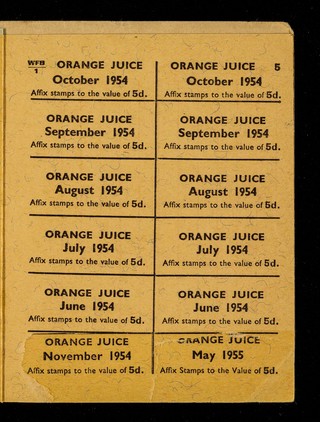 WFB
1
ORANGE JUICE
October 1954
Affix stamps to the value of 5d.
ORANGE JUICE 5
October 1954
Affix stamps to the value of 5d.
ORANGE JUICE
September 1954
Affix stamps to the value of 5d.
ORANGE JUICE
September 1954
Affix stamps to the value of 5d.
ORANGE JUICE
August 1954
Affix stamps to the value of 5d.
ORANGE JUICE
August 1954
Affix stamps to the value of 5d.
ORANGE JUICE
July 1954
Affix stamps to the value of 5d.
ORANGE JUICE
July 1954
Affix stamps to the value of 5d.
ORANGE JUICE
June 1954
Affix stamps to the value of 5d.
ORANGE JUICE
June 1954
Affix stamps to the value of 5d.
ORANGE JUICE
November 1954
Affix stamps to the value of 5d.
ORANGE JUICE
May 1955
Affix Stamps to the Value of 5d.